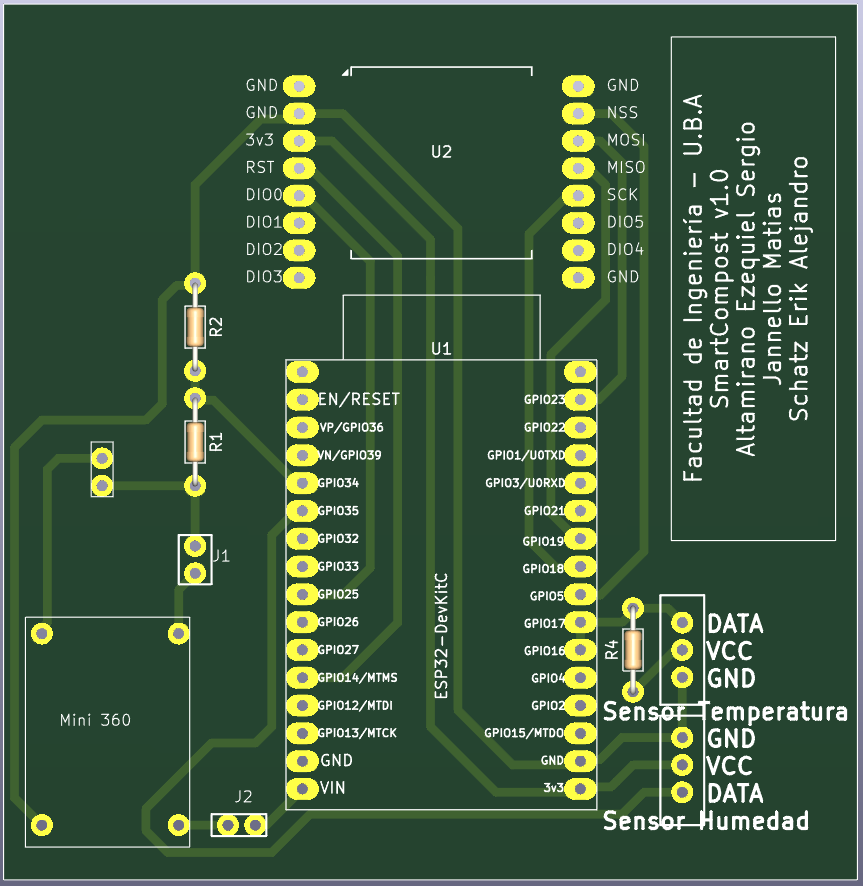 GND
GND
3v3
RST
DIO0
DIO1
DIO2
DIO3
U2
GND
NSS
MOSI
MISO
SCK
DIO5
DIO4
GND
Facultad de Ingeniería - U.B.A
SmartCompost v1.0
Altamirano Ezequiel Sergio
Jannello Matias
Schatz Erik Alejandro
R2
R1
J1
Mini 360
J2
U1
EN/RESET
VP/GPIO36
VN/GPIO39
GPIO34
GPIO35
GPIO32
GPIO33
GPIO25
GPIO26
GPIO27
GPIO14/MTMS
GPIO12/MTDI
GPIO13/MTCK
GND
VIN
ESP32-DevKitC
GPIO23
GPIO22
GPIO1/U0TXD
GPIO3/U0RXD
GPIO21
GPIO19
GPIO18
GPIO5
GPIO17
GPIO16
GPIO4
GPIO2
GPIO15/MTDO
GND
3v3
R4
DATA
VCC
GND
Sensor Temperatura
GND
VCC
DATA
Sensor Humedad